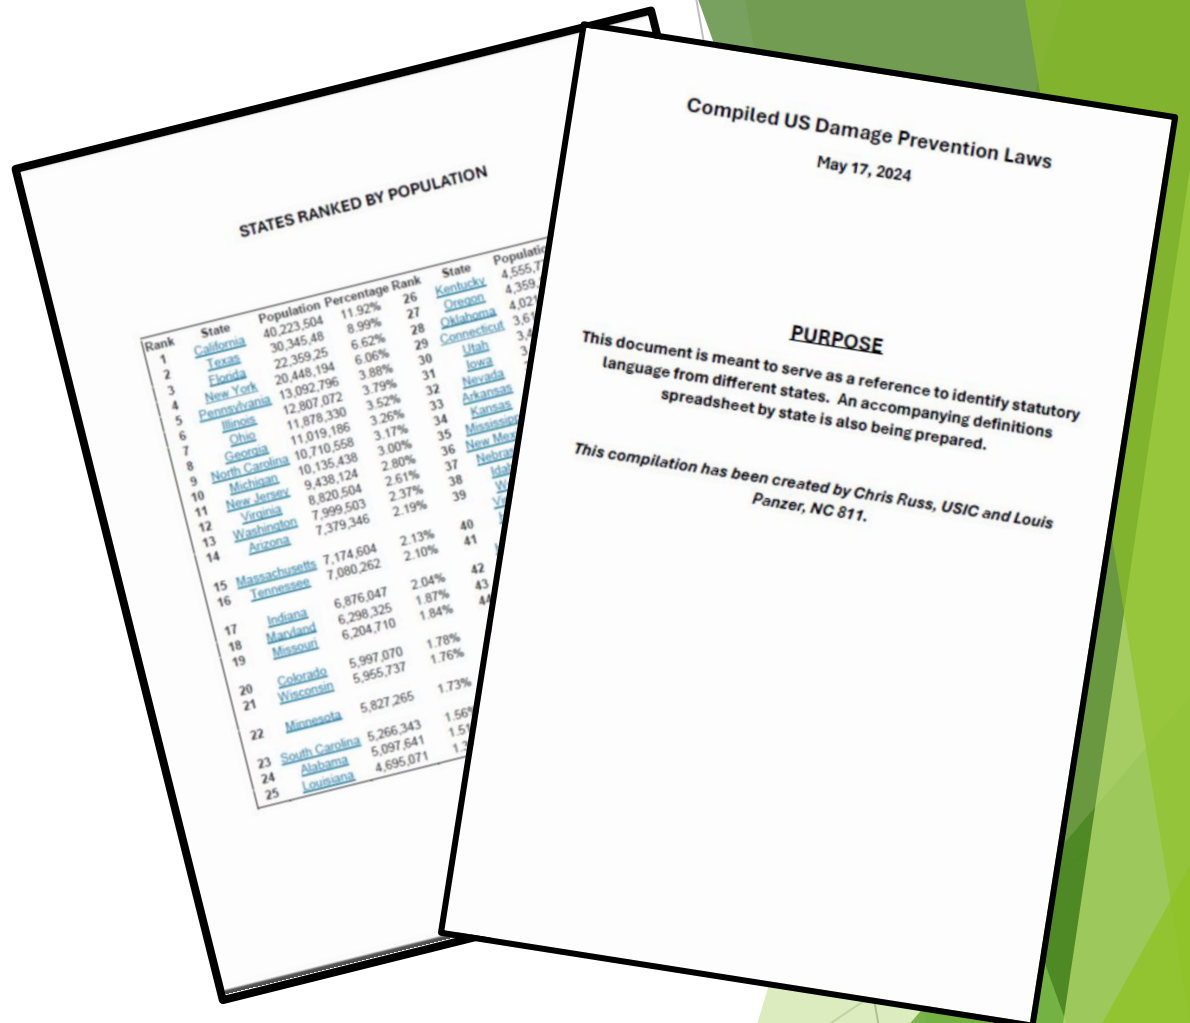 STATES RANKED BY POPULATION
Rank State Population Percentage Rank State
1 California 40,223,504 11.92% 26 Kentucky
2 Texas 30,345,48 8.99% 27 Oregon
3 Florida 22,359,25 6.62% 28 Oklahoma
4 New York 20,448,194 6.06% 29 Connecticut
5 Pennsylvania 13,092,796 3.88% 30 Utah
6 Illinois 12,807,072 3.79% 31 Iowa
7 Ohio 11,878,330 3.52% 32 Nevada
8 Georgia 11,019,186 3.26% 33 Arkansas
9 North Carolina 10,710,558 3.17% 34 Kansas
10 Michigan 10,135,438 3.00% 35
11 New Jersey 9,438,124 2.80% 36 New
12 Virginia 8,820,504 2.61% 37
13 Washington 7,999,503 2.37% 38
14 Arizona 7,379,346 2.19% 39
15 Massachusetts 7,174,604 2.13% 40
16 Tennessee 7,080,262 2.10% 41
17 Indiana 6,876,047 2.04% 42
18 Maryland 6,298,325 1.87% 43
19 Missouri 6,204,710 1.84% 44
20 Colorado 5,997,070 1.78%
21 Wisconsin 5,955,737 1.76%
22 Minnesota 5,827,265 1.73%
23 South Carolina 5,266,343
24 Alabama 5,097,641
25 Louisiana 4,695,071
Compiled US Damage Prevention Laws
May 17, 2024
PURPOSE
This document is meant to serve as a reference to identify statutory
language from different states. An accompanying definitions
spreadsheet by state is also being prepared.
This compilation has been created by Chris Russ, USIC and Louis
Panzer, NC 811.